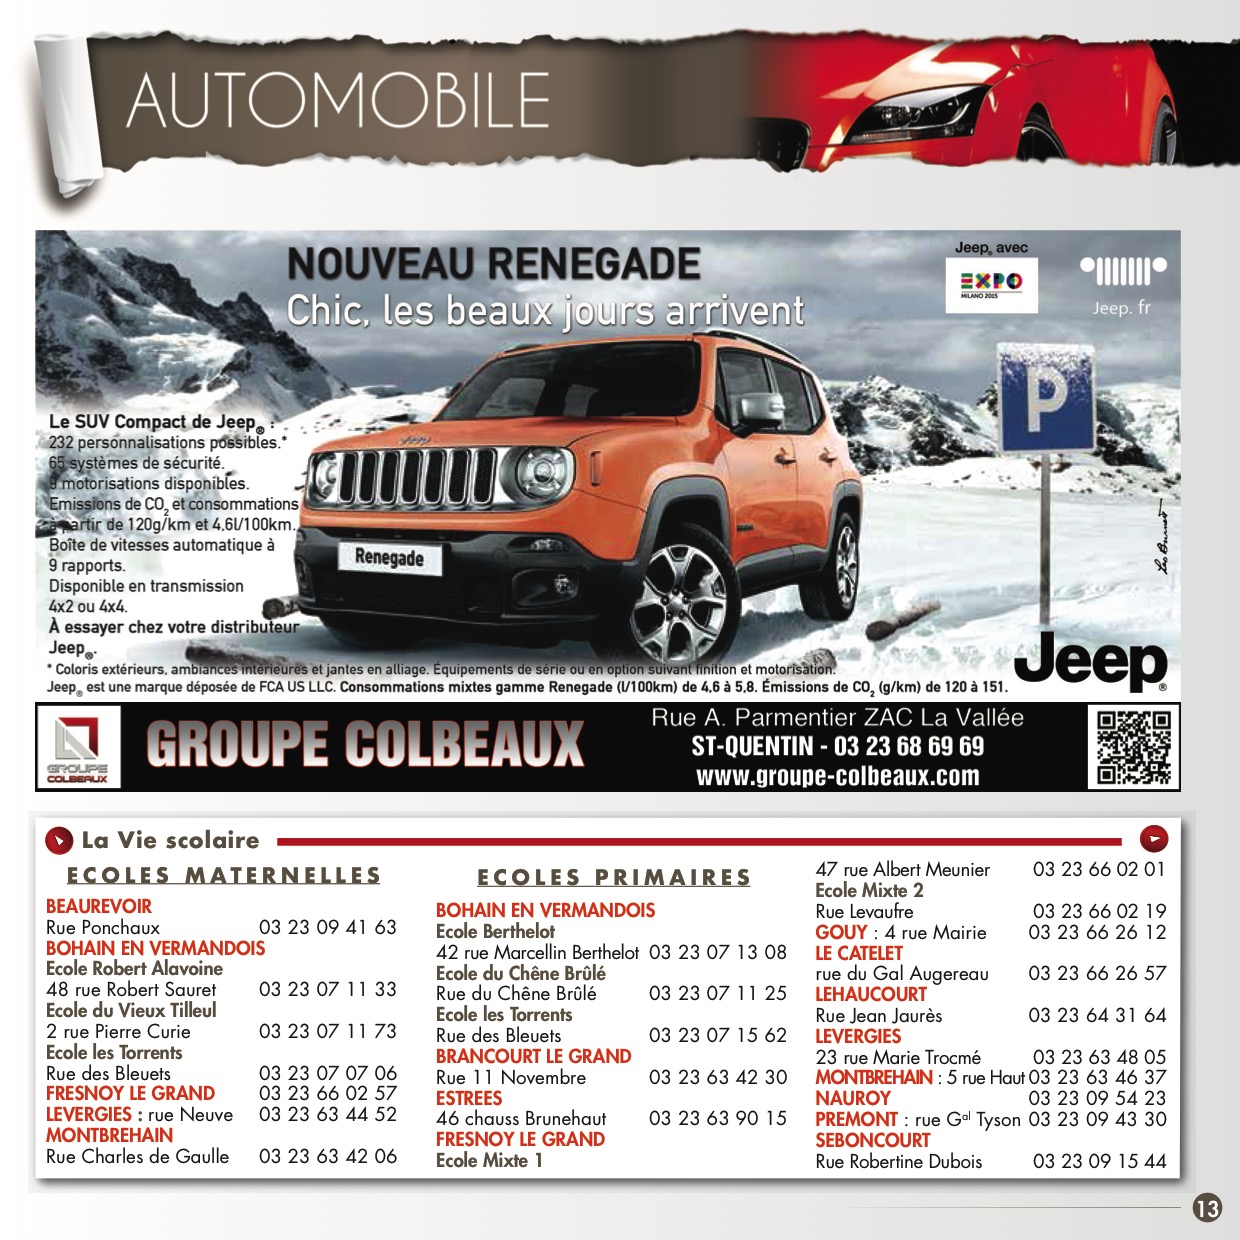 AUTOMOBILE
NOUVEAU RENEGADE
Chic, les beaux jours arrivent
Jeep® avec
EXPO
MILANO 2015
Jeep. fr
P
Le SUV Compact de Jeep® :
232 personnalisations possibles.*
65 systèmes de sécurité.
9 motorisations disponibles.
Emissions de CO2 et consommations
à partir de 120g/km et 4,6l/100km.
Boîte de vitesses automatique à
9 rapports.
Disponible en transmission
4x2 ou 4x4.
À essayer chez votre distributeur
Jeep®.
Jeep
Renegade
Leo Burnett
* Coloris extérieurs, ambiances intérieures et jantes en alliage. Équipements de série ou en option suivant finition et motorisation.
Jeep® est une marque déposée de FCA US LLC. Consommations mixtes gamme Renegade (l/100km) de 4,6 à 5,8. Émissions de CO2 (g/km) de 120 à 151.
Jeep®
GROUPE
COLBEAUX
GROUPE COLBEAUX
Rue A. Parmentier ZAC La Vallée
ST-QUENTIN - 03 23 68 69 69
www.groupe-colbeaux.com
La Vie scolaire
ECOLES MATERNELLES
BEAUREVOIR
Rue Ponchaux 03 23 09 41 63
BOHAIN EN VERMANDOIS
Ecole Robert Alavoine
48 rue Robert Sauret 03 23 07 11 33
Ecole du Vieux Tilleul
2 rue Pierre Curie 03 23 07 11 73
Ecole les Torrents
Rue des Bleuets 03 23 07 07 06
FRESNOY LE GRAND 03 23 66 02 57
LEVERGIES : rue Neuve 03 23 63 44 52
MONTBREHAIN
Rue Charles de Gaulle 03 23 63 42 06
ECOLES PRIMAIRES
BOHAIN EN VERMANDOIS
Ecole Berthelot
42 rue Marcellin Berthelot 03 23 07 13 08
Ecole du Chêne Brûlé
Rue du Chêne Brûlé 03 23 07 11 25
Ecole les Torrents
Rue des Bleuets 03 23 07 15 62
BRANCOURT LE GRAND
Rue 11 Novembre 03 23 63 42 30
ESTREES
46 chauss Brunehaut 03 23 63 90 15
FRESNOY LE GRAND
Ecole Mixte 1
47 rue Albert Meunier 03 23 66 02 01
Ecole Mixte 2
Rue Levaufre 03 23 66 02 19
GOUY : 4 rue Mairie 03 23 66 26 12
LE CATELET
rue du Gal Augereau 03 23 66 26 57
LEHAUCOURT
Rue Jean Jaurès 03 23 64 31 64
LEVERGIES
23 rue Marie Trocmé 03 23 63 48 05
MONTBREHAIN : 5 rue Haut 03 23 63 46 37
NAUROY 03 23 09 54 23
PREMONT : rue Gal Tyson 03 23 09 43 30
SEBONCOURT
Rue Robertine Dubois 03 23 09 15 44
13